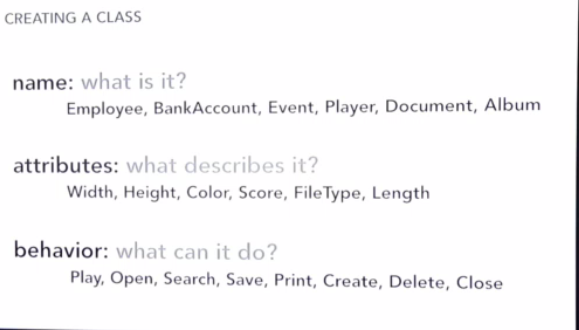 CREATING A CLASS
name: what is it?
Employee, BankAccount, Event, Player, Document, Album
attributes: what describes it?
Width, Height, Color, Score, FileType, Length
behavior: what can it do?
Play, Open, Search, Save, Print, Create, Delete, Close